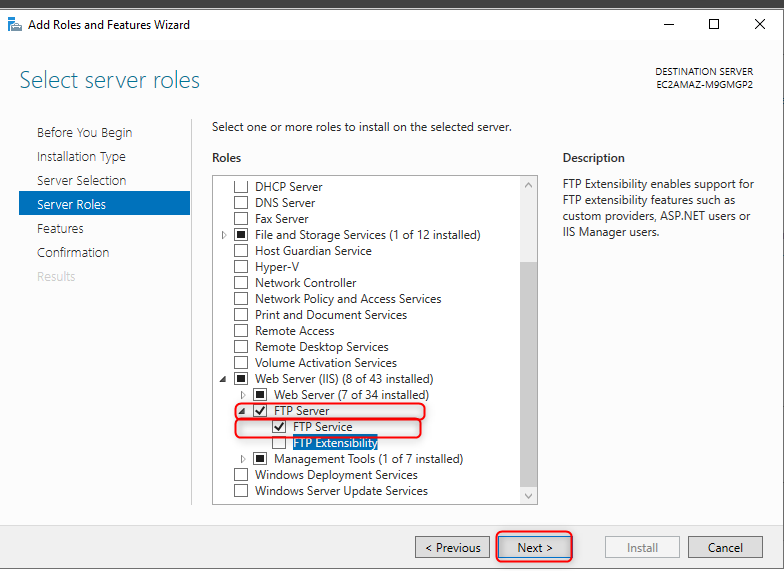 Add Roles and Features Wizard
Select server roles
DESTINATION SERVER
EC2AMAZ-M9GMGP2
Before You Begin
Installation Type
Server Selection
Server Roles
Features
Confirmation
Results
Select one or more roles to install on the selected server.
Roles
DHCP Server
DNS Server
Fax Server
File and Storage Services (1 of 12 installed)
Host Guardian Service
Hyper-V
Network Controller
Network Policy and Access Services
Print and Document Services
Remote Access
Remote Desktop Services
Volume Activation Services
Web Server (IIS) (8 of 43 installed)
Web Server (7 of 34 installed)
FTP Server
FTP Service
FTP Extensibility
Management Tools (1 of 7 installed)
Windows Deployment Services
Windows Server Update Services
Description
FTP Extensibility enables support for
FTP extensibility features such as
custom providers, ASP.NET users or
IIS Manager users.
< Previous
Next >
Install
Cancel